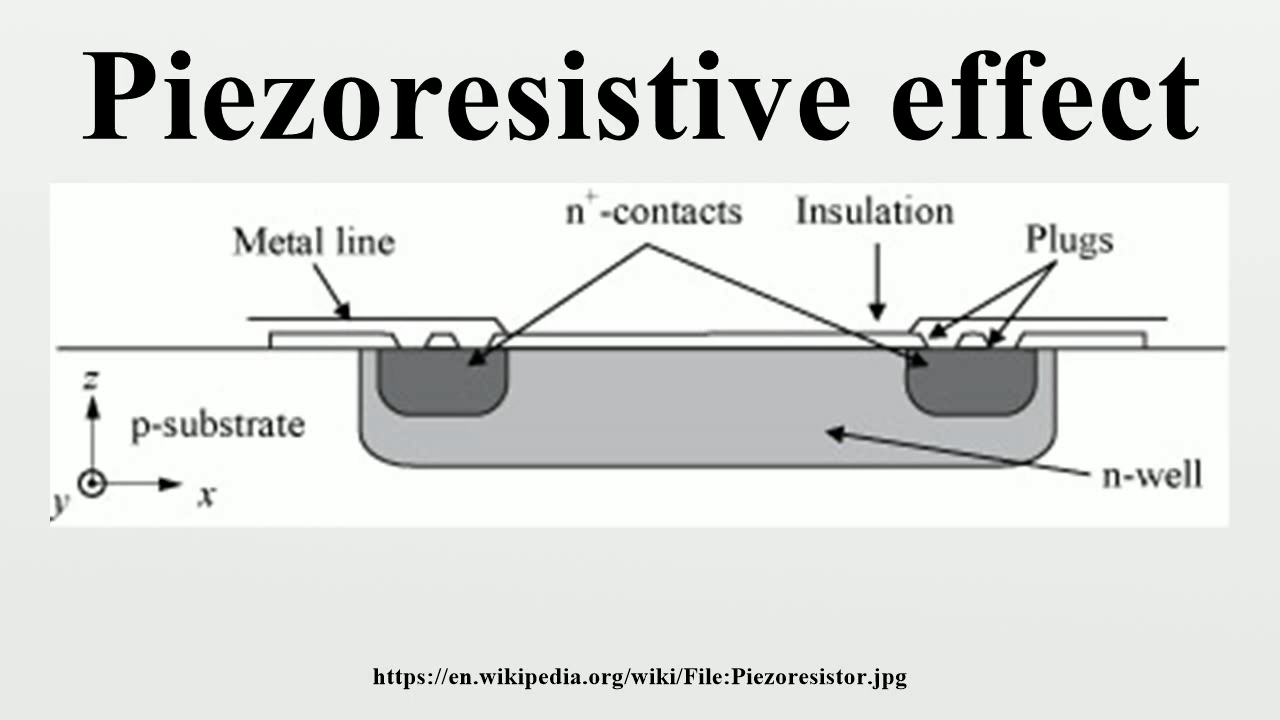 Piezoresistive effect
n⁺-contacts
Insulation
Metal line
Plugs
z
p-substrate
n-well
y
x
https://en.wikipedia.org/wiki/File:Piezoresistor.jpg